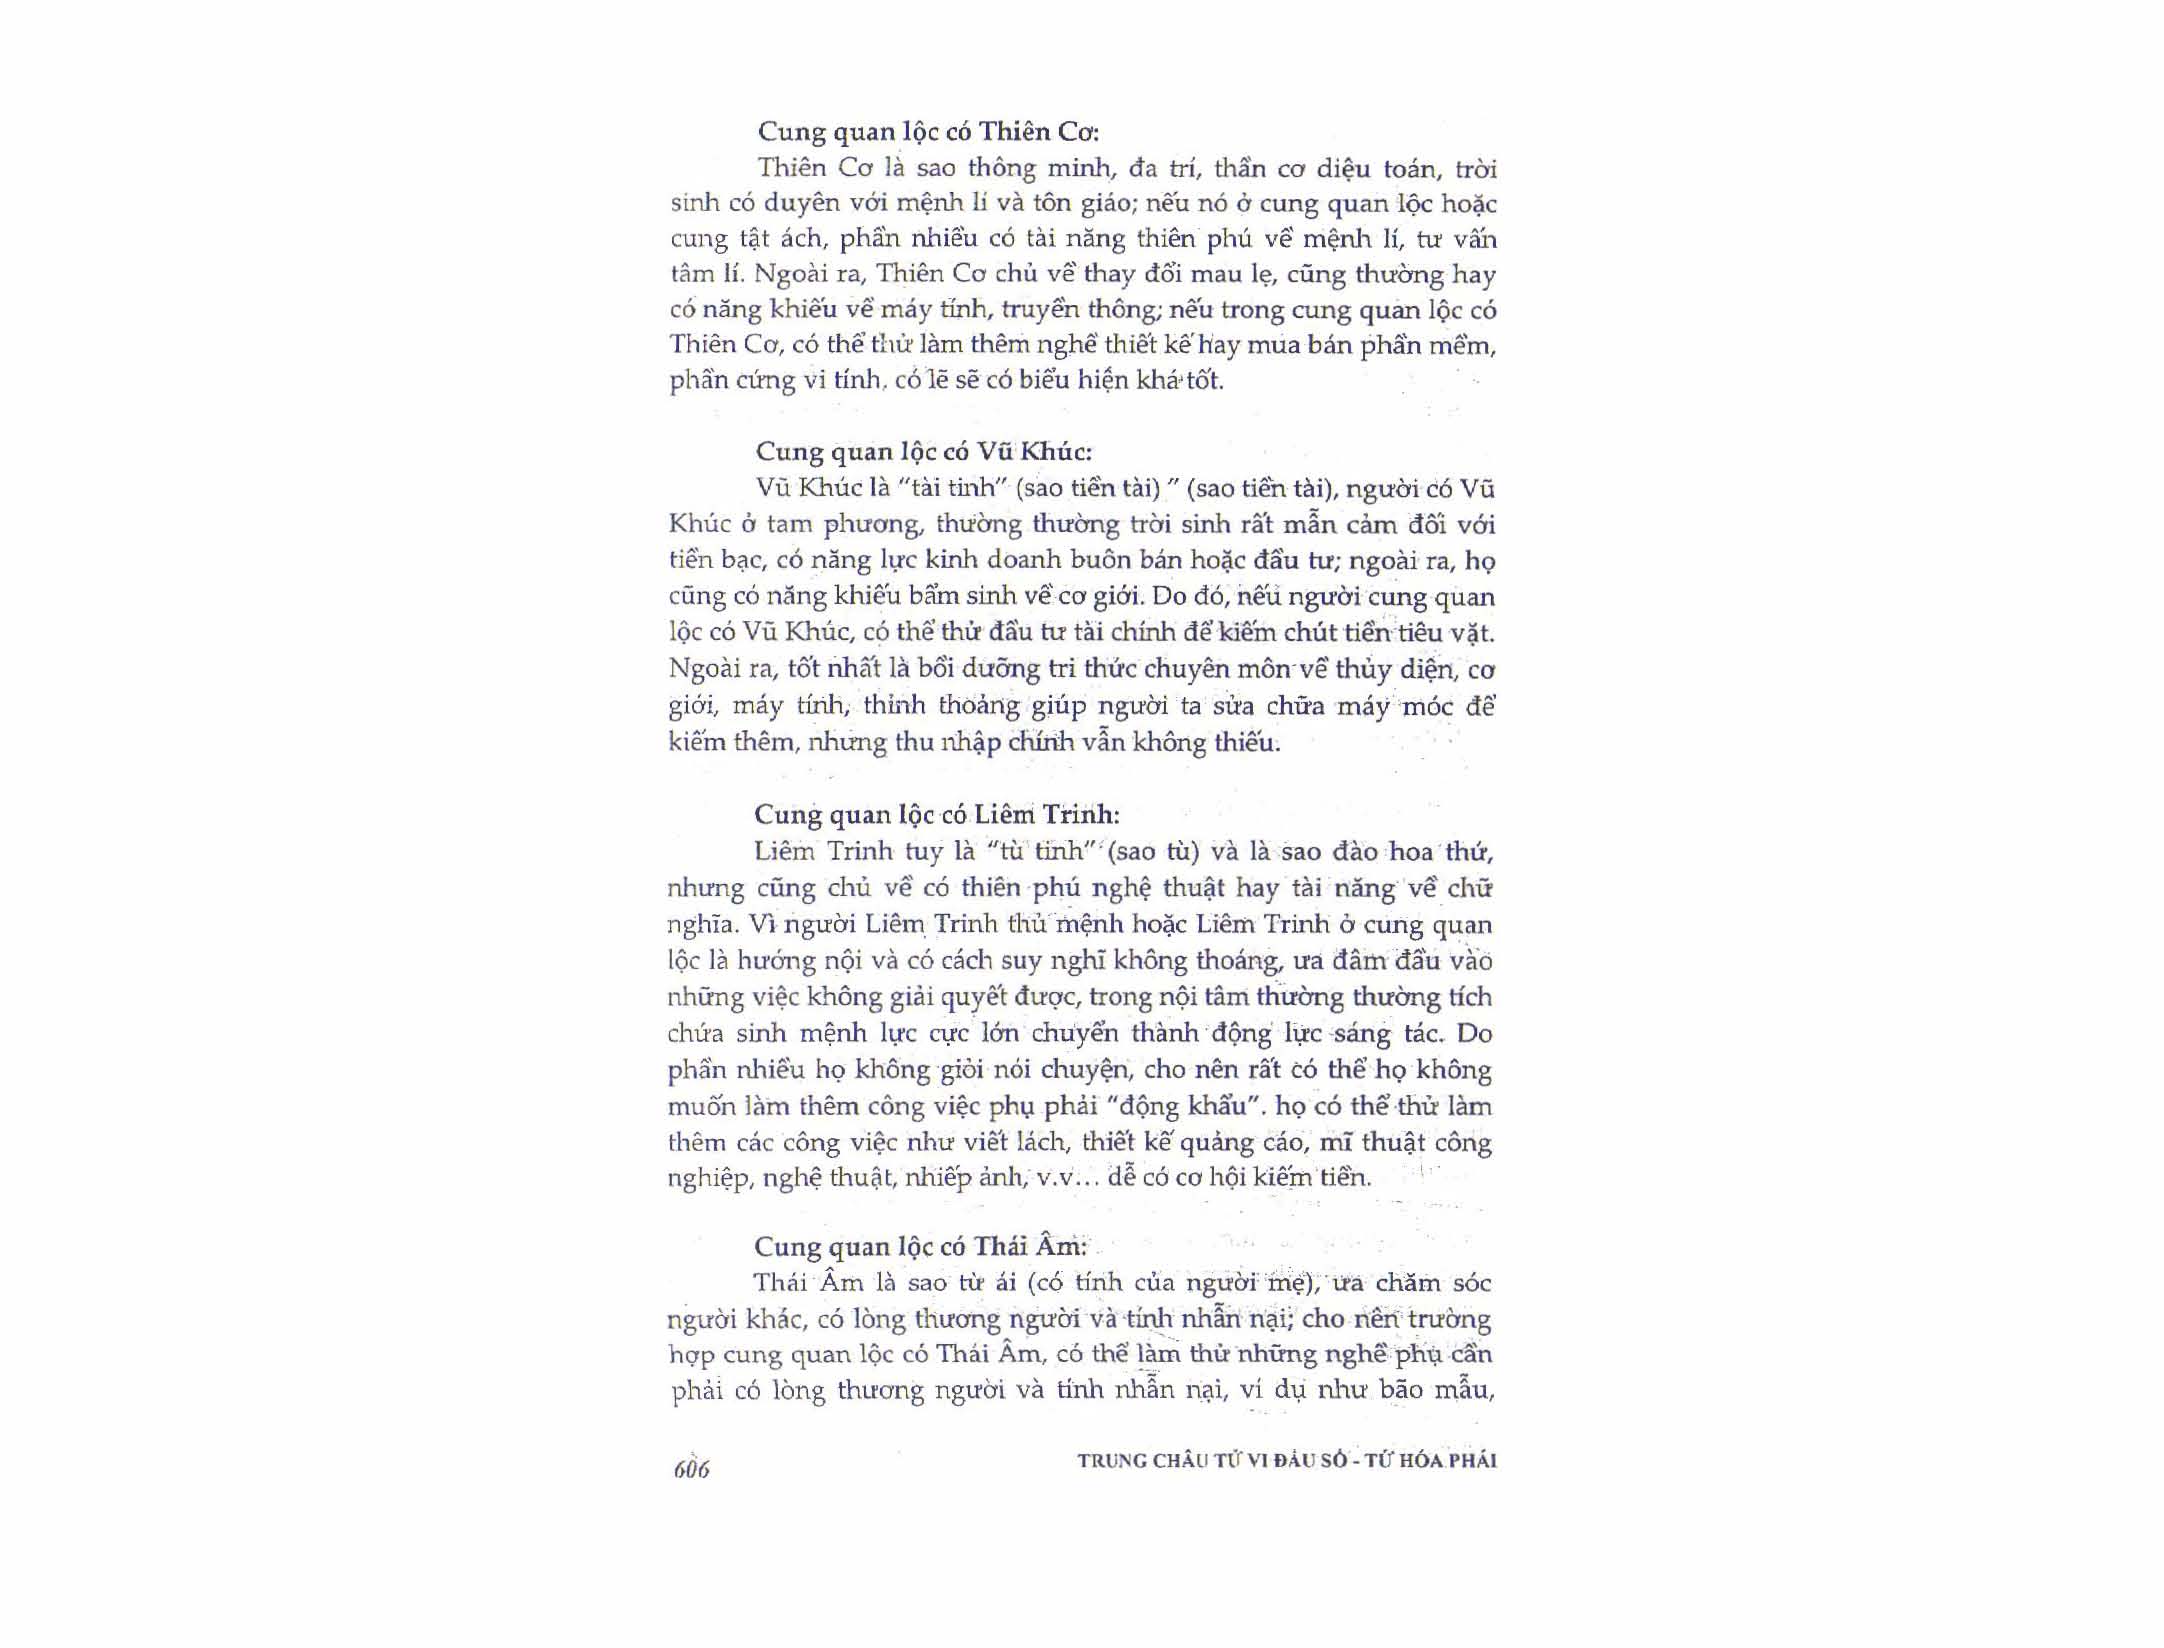 Cung quan lộc có Thiên Cơ:
Thiên Cơ là sao thông minh, đa trí, thần cơ diệu toán, trời
sinh có duyên với mệnh lí và tôn giáo; nếu nó ở cung quan lộc hoặc
cung tật ách, phần nhiều có tài năng thiên phú về mệnh lí, tư vấn
tâm lí. Ngoài ra, Thiên Cơ chủ về thay đổi mau lẹ, cũng thường hay
có năng khiếu về máy tính, truyền thông; nếu trong cung quan lộc có
Thiên Cơ, có thể thử làm thêm nghề thiết kế hay mua bán phần mềm,
phần cứng vi tính, có lẽ sẽ có biểu hiện khá tốt.
Cung quan lộc có Vũ Khúc:
Vũ Khúc là "tài tinh" (sao tiền tài) " (sao tiền tài), người có Vũ
Khúc ở tam phương, thường thường trời sinh rất mẫn cảm đối với
tiền bạc, có năng lực kinh doanh buôn bán hoặc đầu tư; ngoài ra, họ
cũng có năng khiếu bẩm sinh về cơ giới. Do đó, nếu người cung quan
lộc có Vũ Khúc, có thể thử đầu tư tài chính để kiếm chút tiền tiêu vặt.
Ngoài ra, tốt nhất là bồi dưỡng tri thức chuyên môn về thủy diện, cơ
giới, máy tính, thỉnh thoảng giúp người ta sửa chữa máy móc để
kiếm thêm, nhưng thu nhập chính vẫn không thiếu.
Cung quan lộc có Liêm Trinh:
Liêm Trinh tuy là "tù tinh" (sao tù) và là sao đào hoa thứ,
nhưng cũng chủ về có thiên phú nghệ thuật hay tài năng về chữ
nghĩa. Vì người Liêm Trinh thủ mệnh hoặc Liêm Trinh ở cung quan
lộc là hướng nội và có cách suy nghĩ không thoáng, ưa đâm đầu vào
những việc không giải quyết được, trong nội tâm thường thường tích
chứa sinh mệnh lực cực lớn chuyển thành động lực sáng tác. Do
phần nhiều họ không giỏi nói chuyện, cho nên rất có thể họ không
muốn làm thêm công việc phụ phải "động khẩu". họ có thể thử làm
thêm các công việc như viết lách, thiết kế quảng cáo, mĩ thuật công
nghiệp, nghệ thuật, nhiếp ảnh, v.v... dễ có cơ hội kiếm tiền.
Cung quan lộc có Thái Âm:
Thái Âm là sao từ ái (có tính của người mẹ), ưa chăm sóc
người khác, có lòng thương người và tính nhẫn nại; cho nên trường
hợp cung quan lộc có Thái Âm, có thể làm thử những nghề phụ cần
phải có lòng thương người và tính nhẫn nại, ví dụ như bão mẫu,
606
TRUNG CHÂU TỬ VI ĐẨU SỐ - TỨ HÓA PHÁI